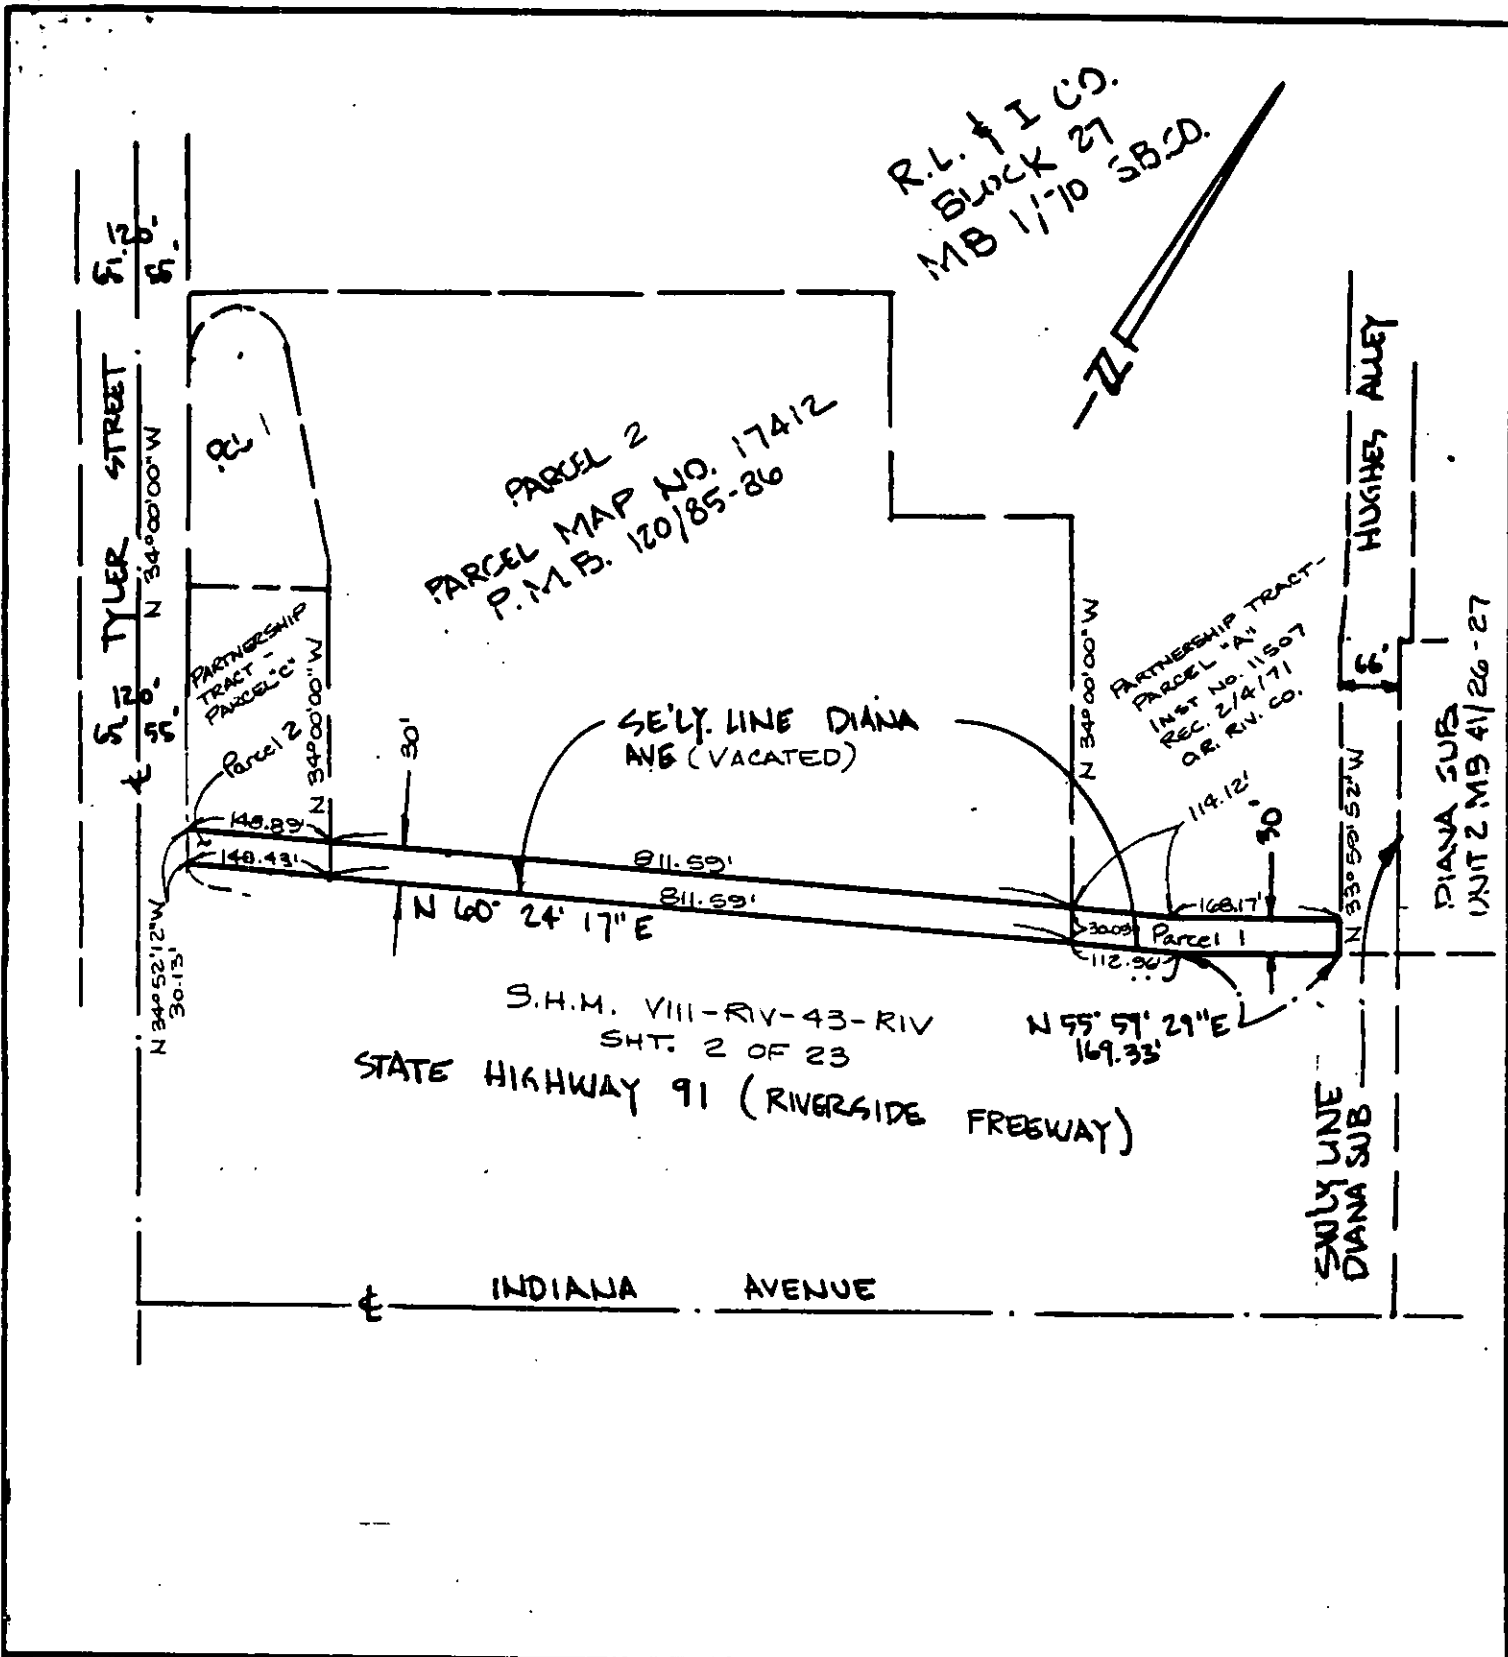 R.L. & I CO.
BLOCK 27
MB 1/70 SB.CO.
N
TYLER STREET
120'
55'
N 34°00'00"W
PCL 1
PARCEL 2
PARCEL MAP NO. 17412
P.M.B. 120/85-86
HUGHES ALLEY
66'
DIANA SUB
UNIT 2 MB 41/26-27
PARTNERSHIP
TRACT -
PARCEL "C"
120'
55'
℄
Parcel 2
N 34°00'00"W
30'
SE'LY. LINE DIANA
AVE (VACATED)
N 34°00'00"W
PARTNERSHIP TRACT-
PARCEL "A"
INST NO. 11507
REC. 2/4/71
O.R. RIV. CO.
114.12'
30'
N 33°59'52"W
148.89'
148.43'
811.59'
811.59'
168.17'
30.09'
Parcel 1
112.96'
N 60° 24' 17" E
N 34°52'12"W
30.13'
N 55° 59' 29" E
169.33'
S.H.M. VIII-RIV-43-RIV
SHT. 2 OF 23
STATE HIGHWAY 91 (RIVERSIDE FREEWAY)
SW'LY LINE
DIANA SUB
℄ INDIANA AVENUE